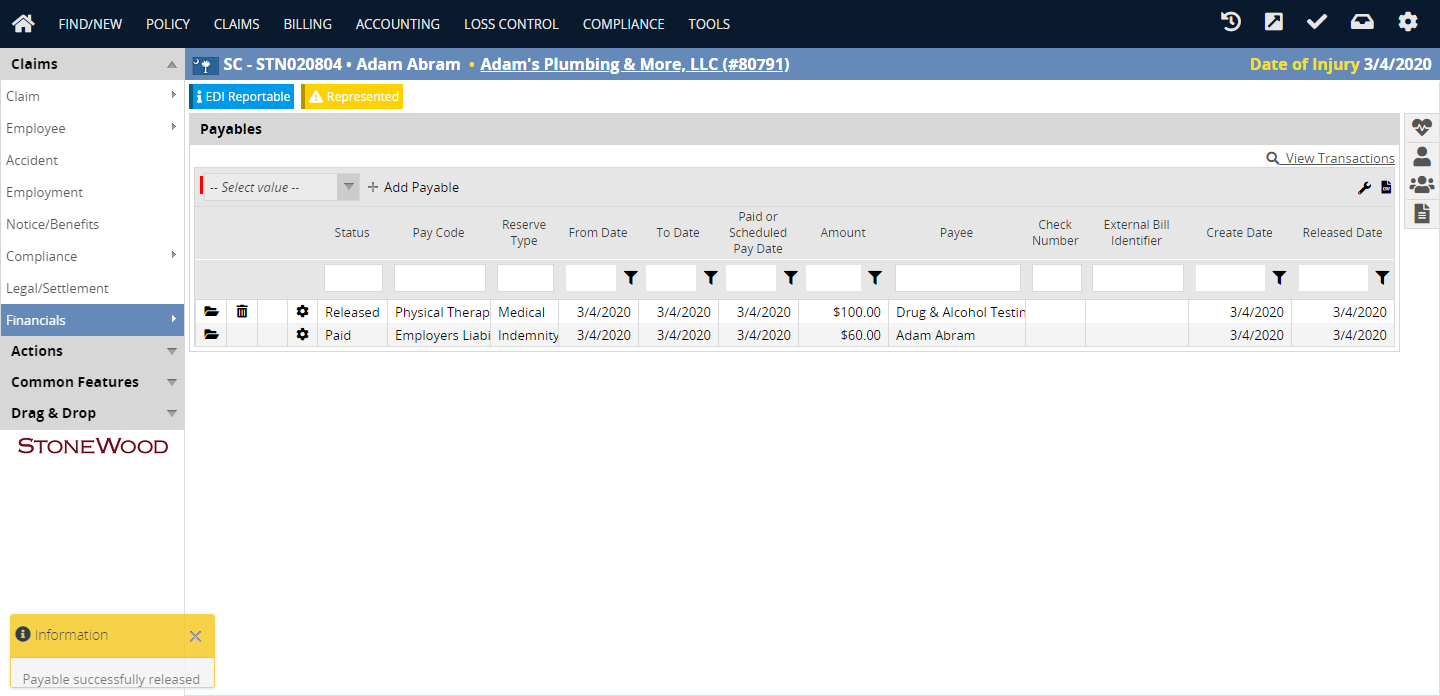 FIND/NEW POLICY CLAIMS BILLING ACCOUNTING LOSS CONTROL COMPLIANCE TOOLS
Claims
Claim
Employee
Accident
Employment
Notice/Benefits
Compliance
Legal/Settlement
Financials
Actions
Common Features
Drag & Drop
STONEWOOD
SC - STN020804 • Adam Abram • Adam's Plumbing & More, LLC (#80791) Date of Injury 3/4/2020
EDI Reportable Represented
Payables
View Transactions
-- Select value -- Add Payable
Status Pay Code Reserve Type From Date To Date Paid or Scheduled Pay Date Amount Payee Check Number External Bill Identifier Create Date Released Date
Released Physical Therap Medical 3/4/2020 3/4/2020 3/4/2020 $100.00 Drug & Alcohol Testin 3/4/2020 3/4/2020
Paid Employers Liabi Indemnity 3/4/2020 3/4/2020 3/4/2020 $60.00 Adam Abram 3/4/2020 3/4/2020
Information
Payable successfully released